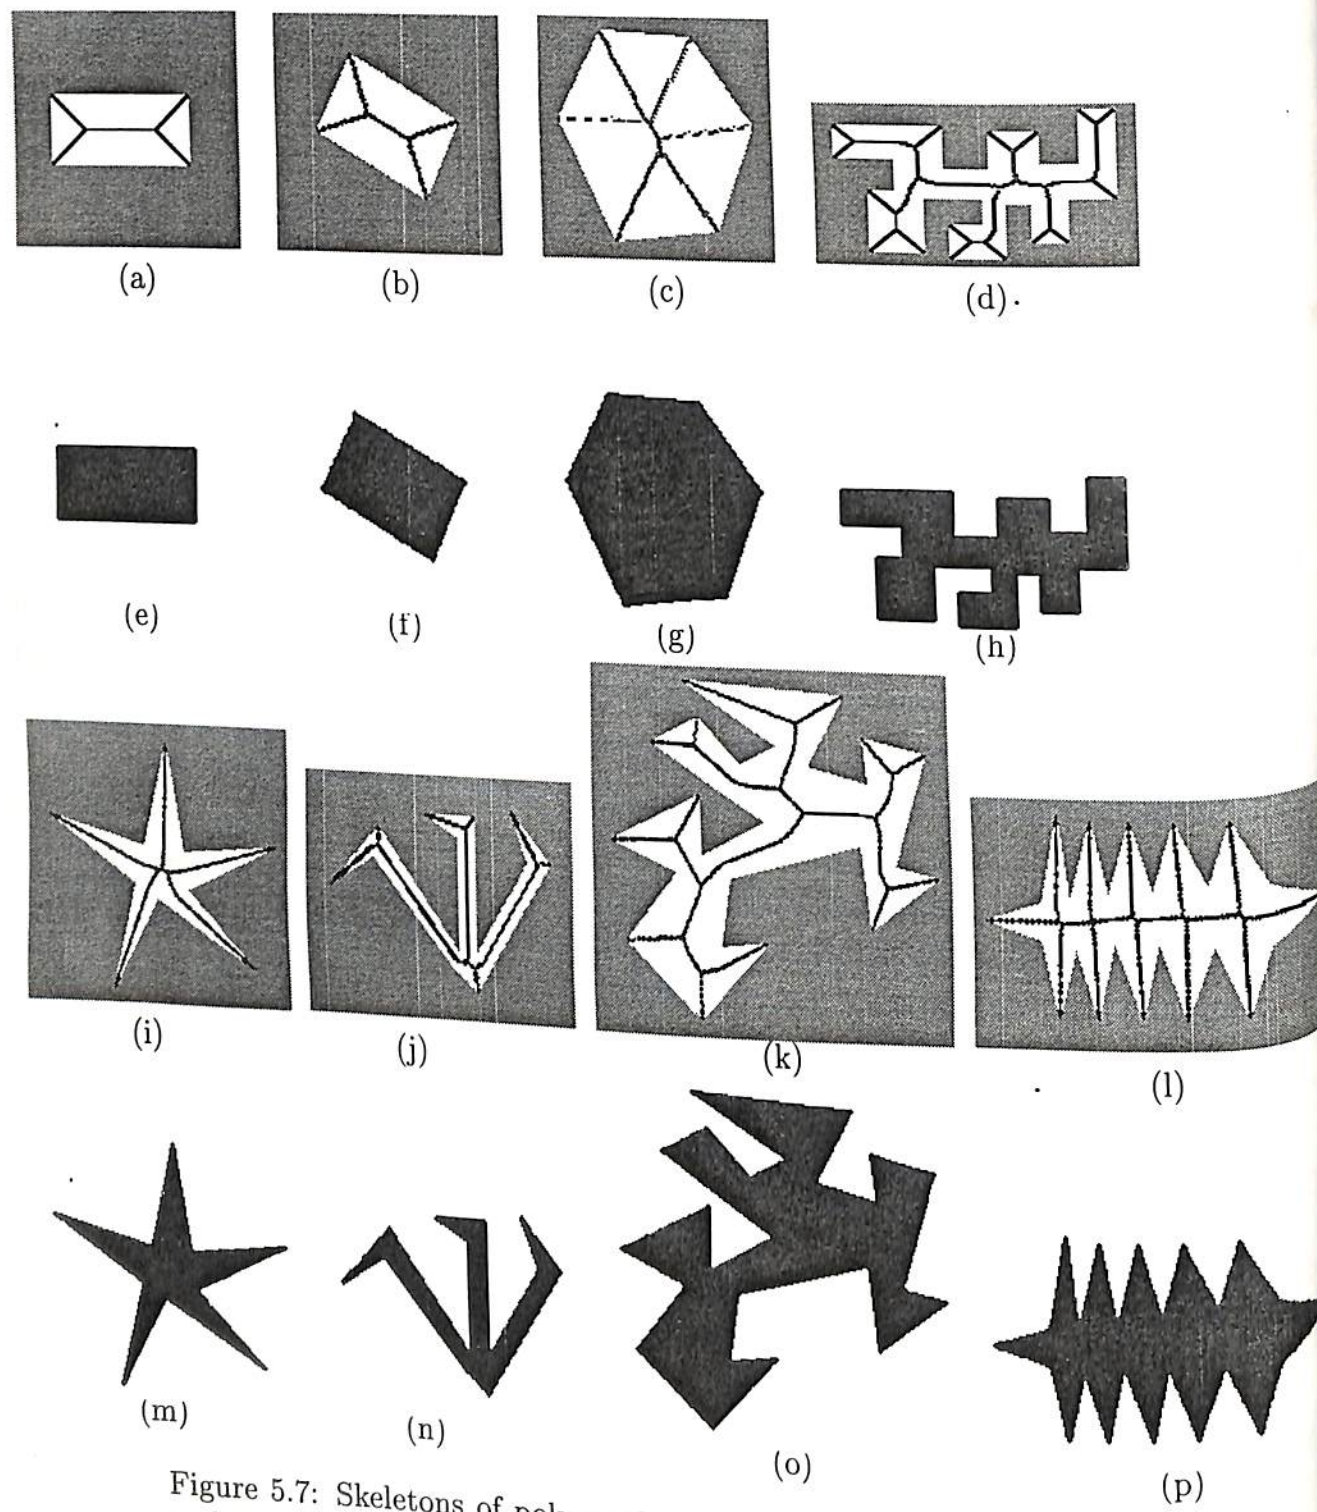 (a) (b) (c) (d)
(e) (f) (g) (h)
(i) (j) (k) (l)
(m) (n) (o) (p)
Figure 5.7: Skeletons of